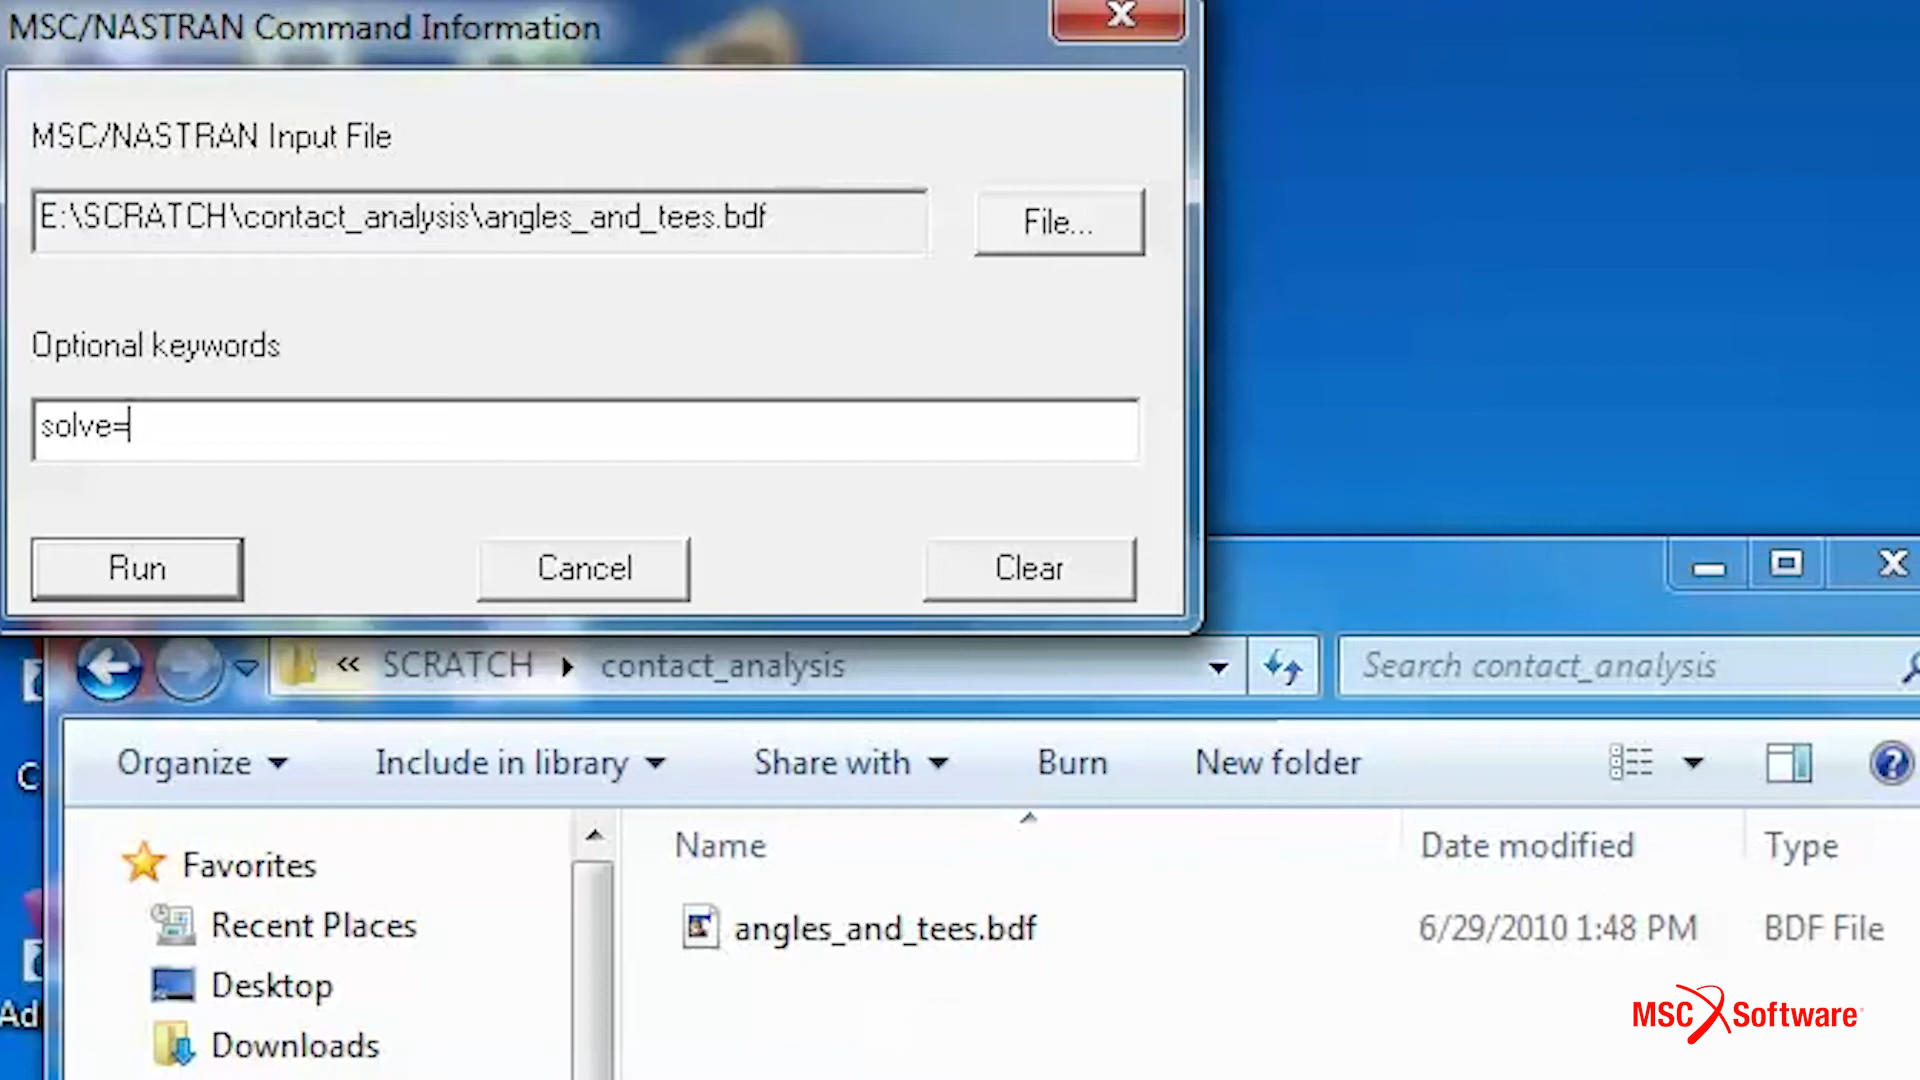 MSC/NASTRAN Command Information
MSC/NASTRAN Input File
E:\SCRATCH\contact_analysis\angles_and_tees.bdf
File...
Optional keywords
solve=
Run
Cancel
Clear
« SCRATCH contact_analysis
Search contact_analysis
Organize
Include in library
Share with
Burn
New folder
Favorites
Recent Places
Desktop
Downloads
Name
Date modified
Type
angles_and_tees.bdf
6/29/2010 1:48 PM
BDF File
C
Ad
MSC Software